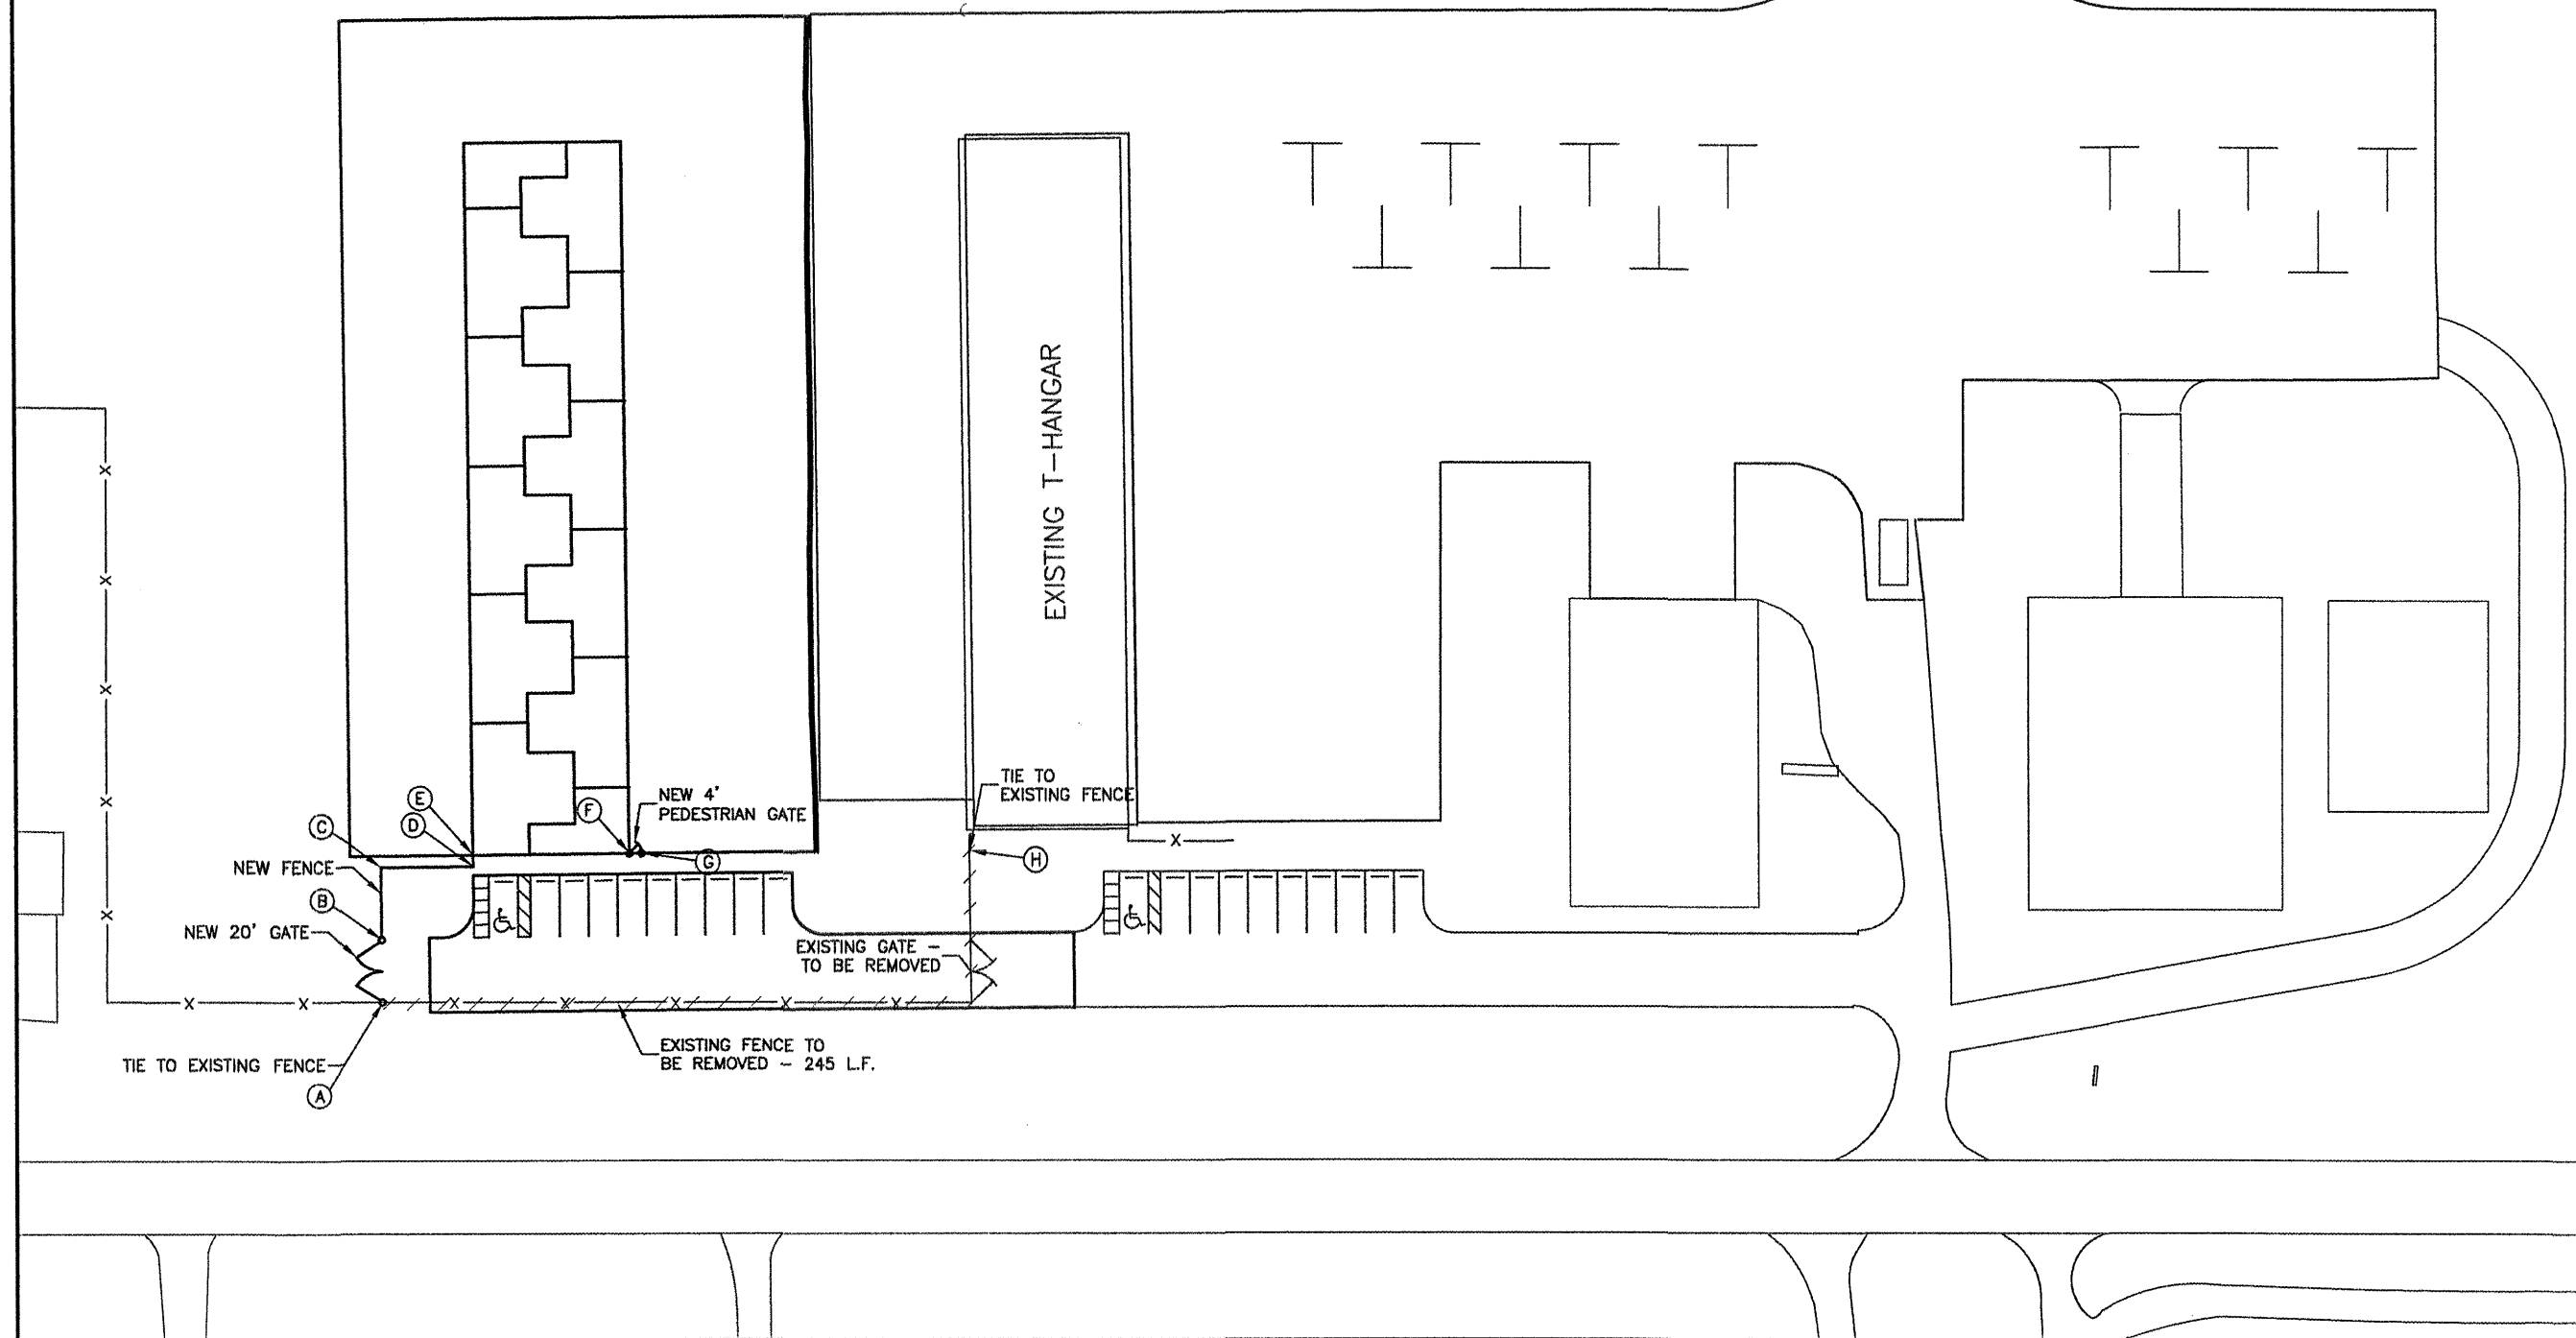 EXISTING T-HANGAR
TIE TO
EXISTING FENCE
NEW 4'
PEDESTRIAN GATE
E
D
F
C
G
H
NEW FENCE
B
NEW 20' GATE
EXISTING GATE -
TO BE REMOVED
X
X
X
X
X
X
X
X
X
X
X
X
X
EXISTING FENCE TO
BE REMOVED - 245 L.F.
TIE TO EXISTING FENCE
A